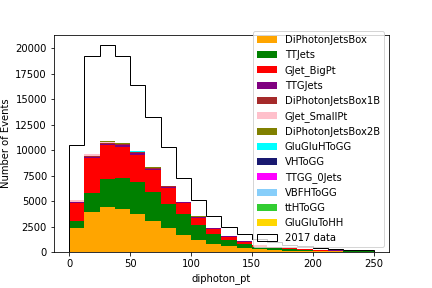 20000
17500
15000
12500
10000
7500
5000
2500
0
Number of Events
0
50
100
150
200
250
diphoton_pt
DiPhotonJetsBox
TTJets
GJet_BigPt
TTGJets
DiPhotonJetsBox1B
GJet_SmallPt
DiPhotonJetsBox2B
GluGluHToGG
VHToGG
TTGG_0Jets
VBFHToGG
ttHToGG
GluGluToHH
2017 data